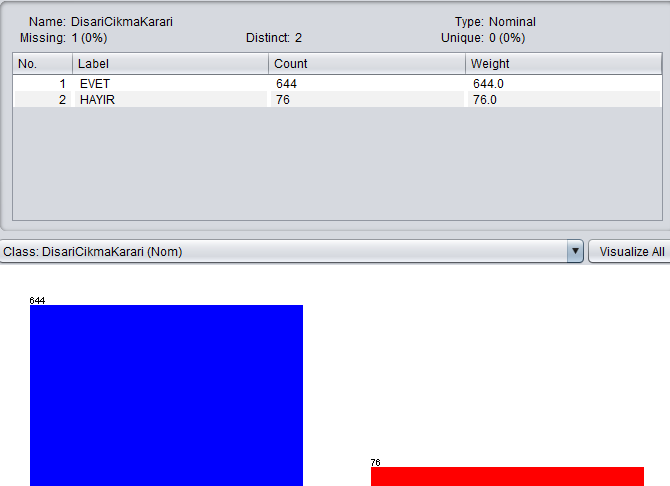 Name: DisariCikmaKarari Type: Nominal
Missing: 1 (0%) Distinct: 2 Unique: 0 (0%)
No. Label Count Weight
1 EVET 644 644.0
2 HAYIR 76 76.0
Class: DisariCikmaKarari (Nom) Visualize All
644
76